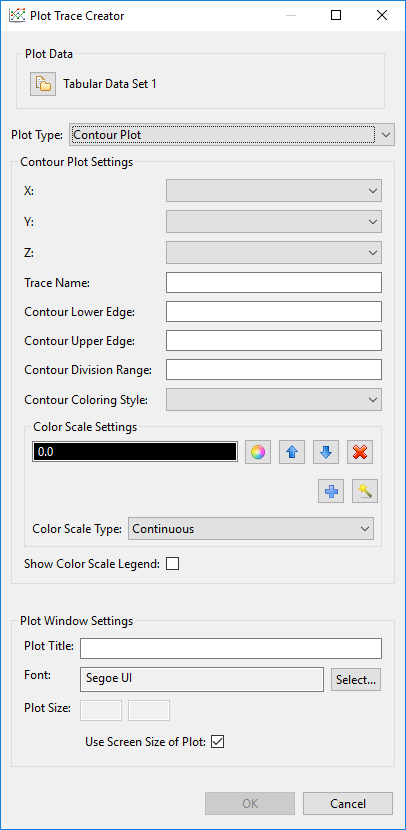 Plot Trace Creator
Plot Data
Tabular Data Set 1
Plot Type: Contour Plot
Contour Plot Settings
X:
Y:
Z:
Trace Name:
Contour Lower Edge:
Contour Upper Edge:
Contour Division Range:
Contour Coloring Style:
Color Scale Settings
0.0
Color Scale Type: Continuous
Show Color Scale Legend:
Plot Window Settings
Plot Title:
Font: Segoe UI Select...
Plot Size:
Use Screen Size of Plot:
OK Cancel